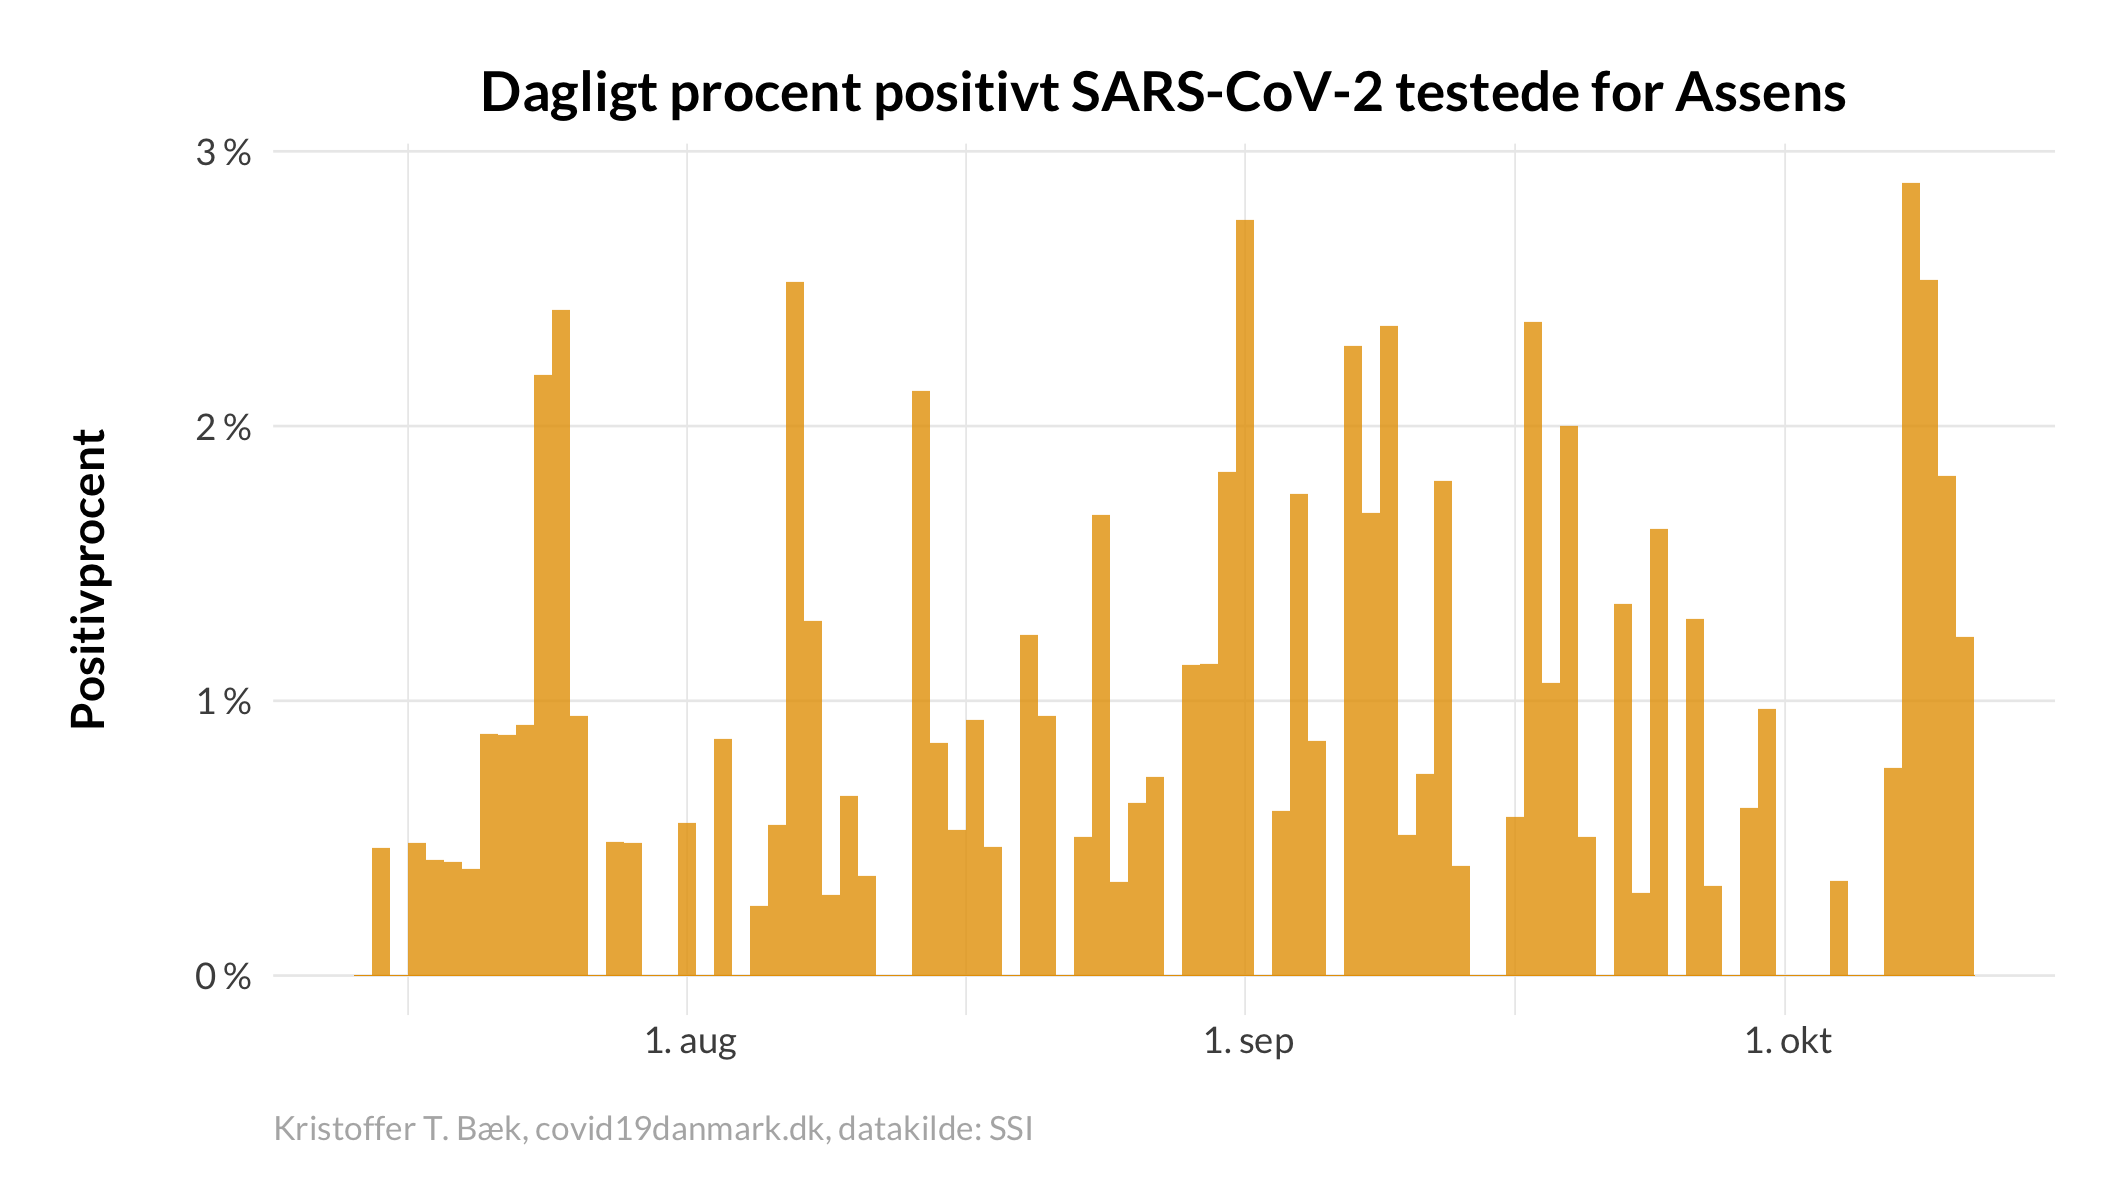 Dagligt procent positivt SARS-CoV-2 testede for Assens
3 %
2 %
1 %
0 %
Positivprocent
1. aug
1. sep
1. okt
Kristoffer T. Bæk, covid19danmark.dk, datakilde: SSI